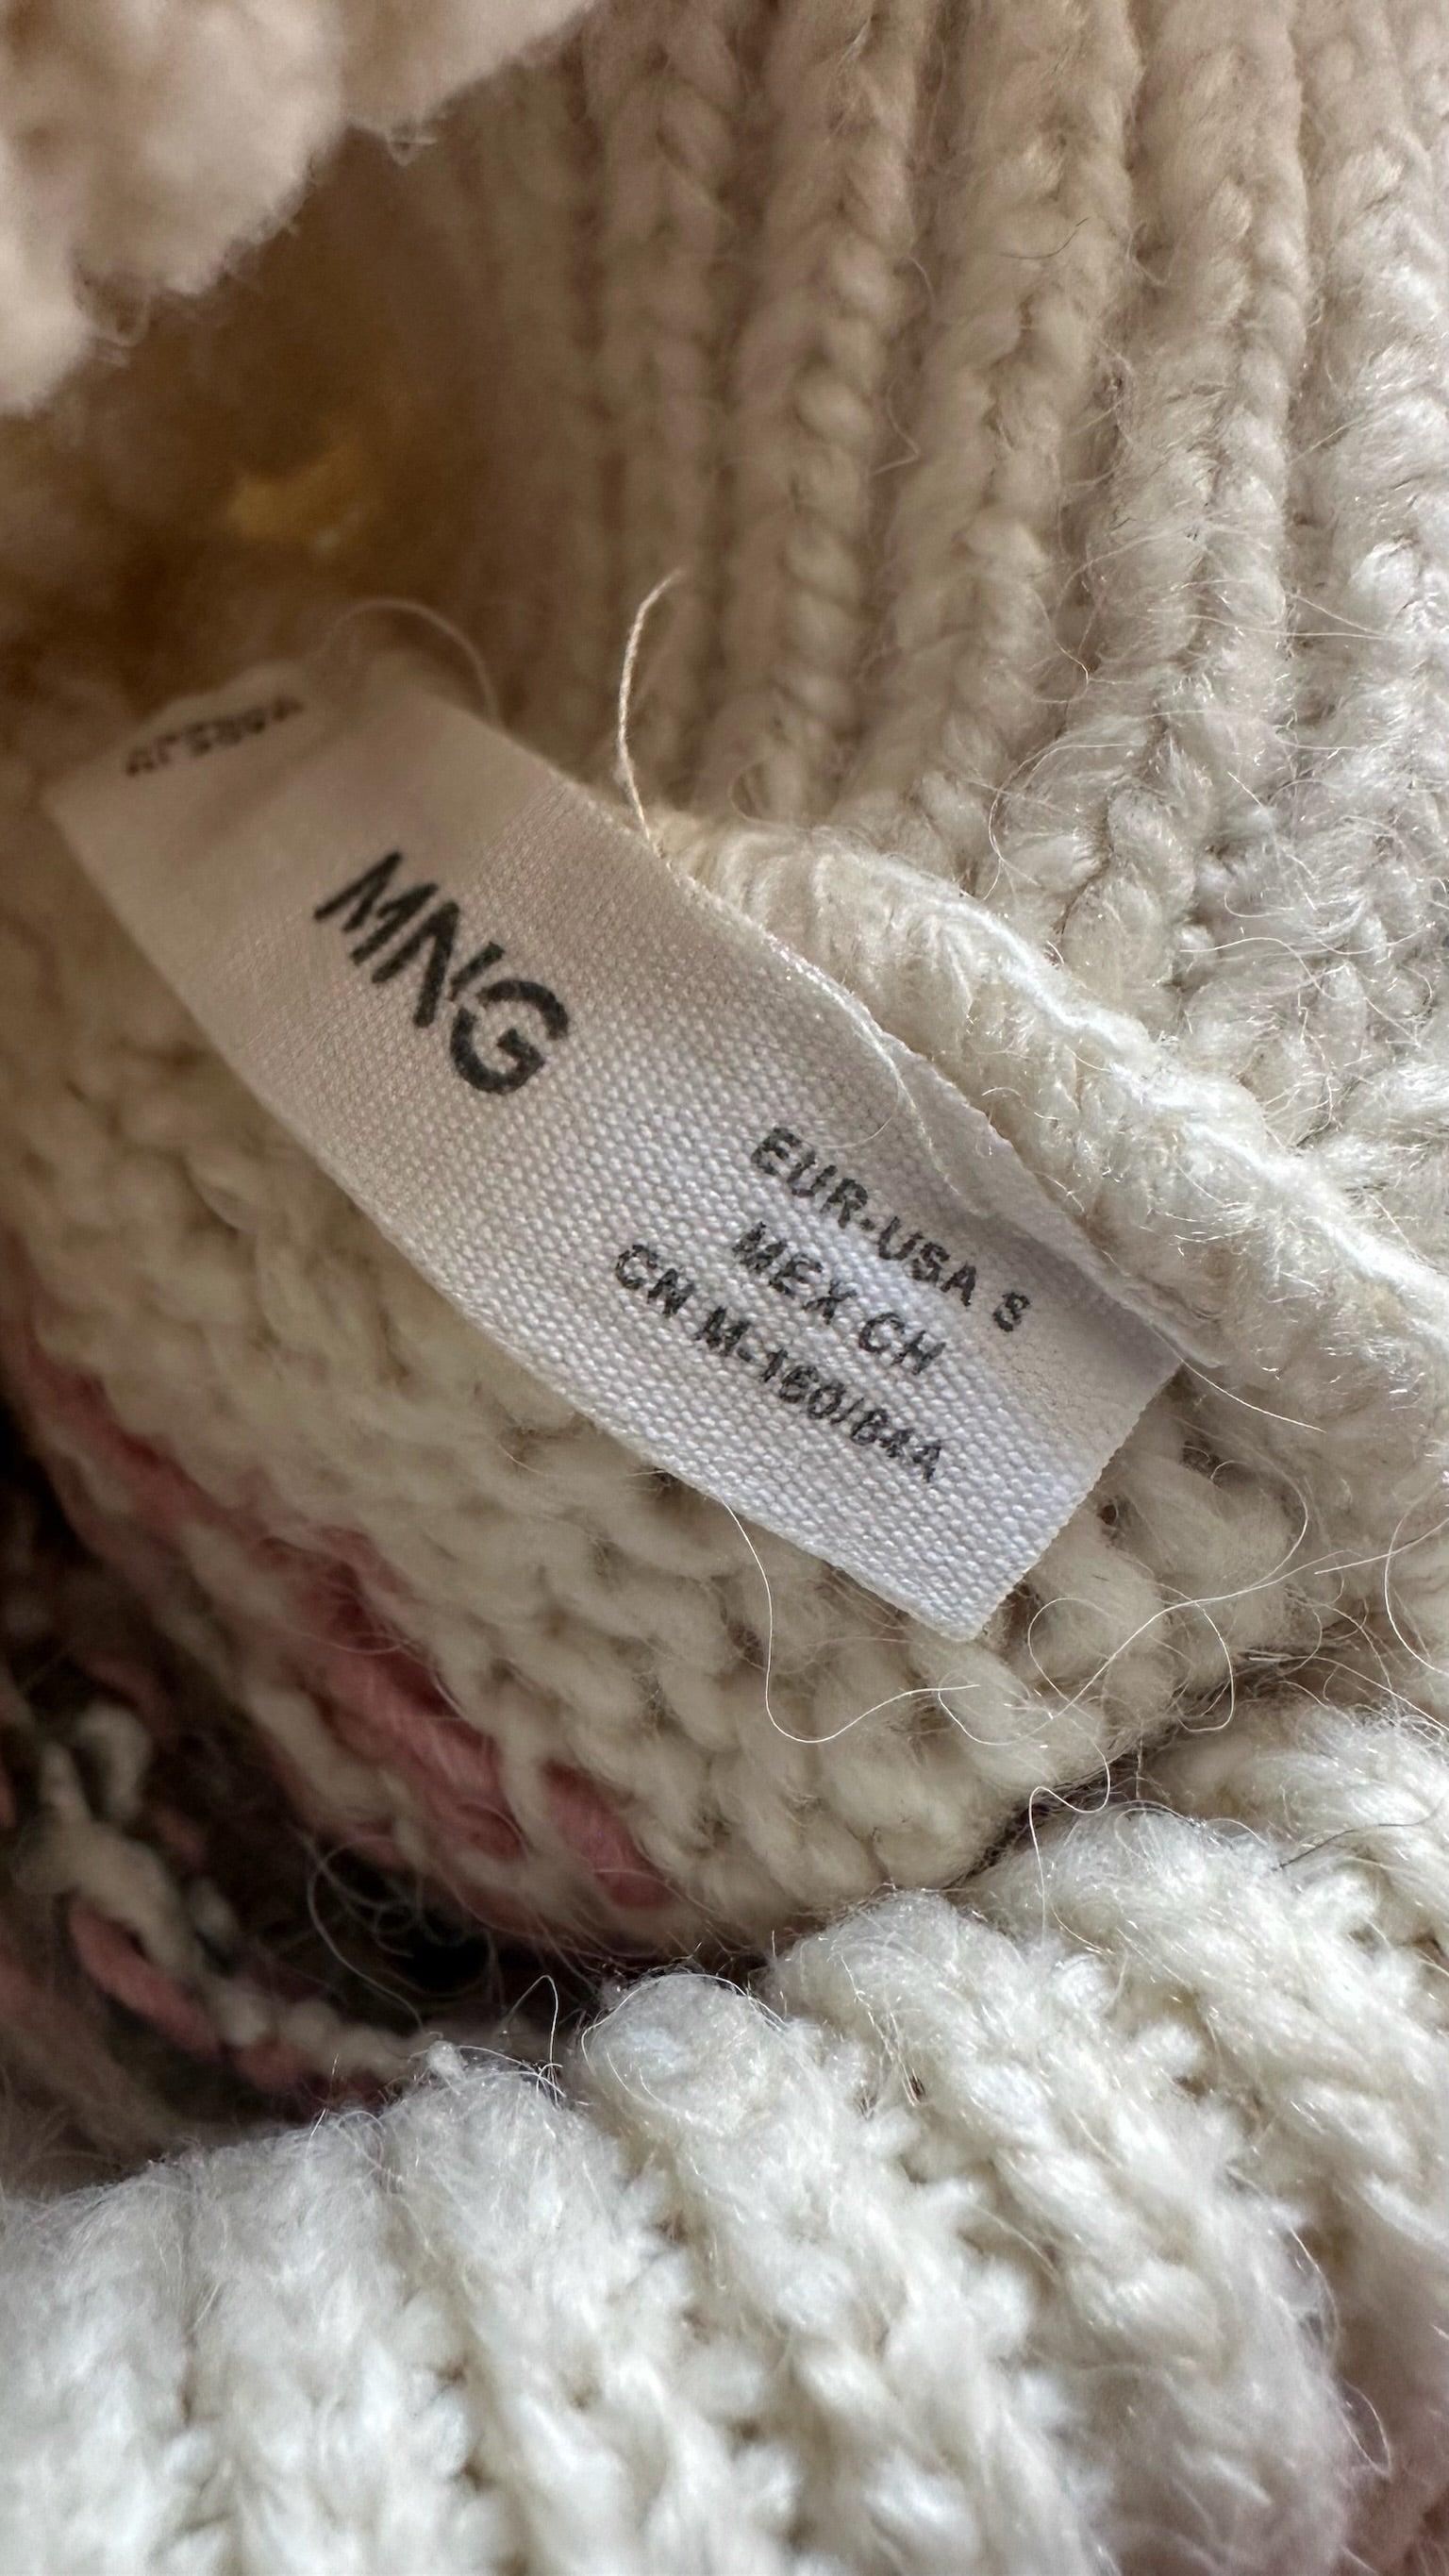 MNG
EUR-USA S
MEX CH
CN M-160/84A